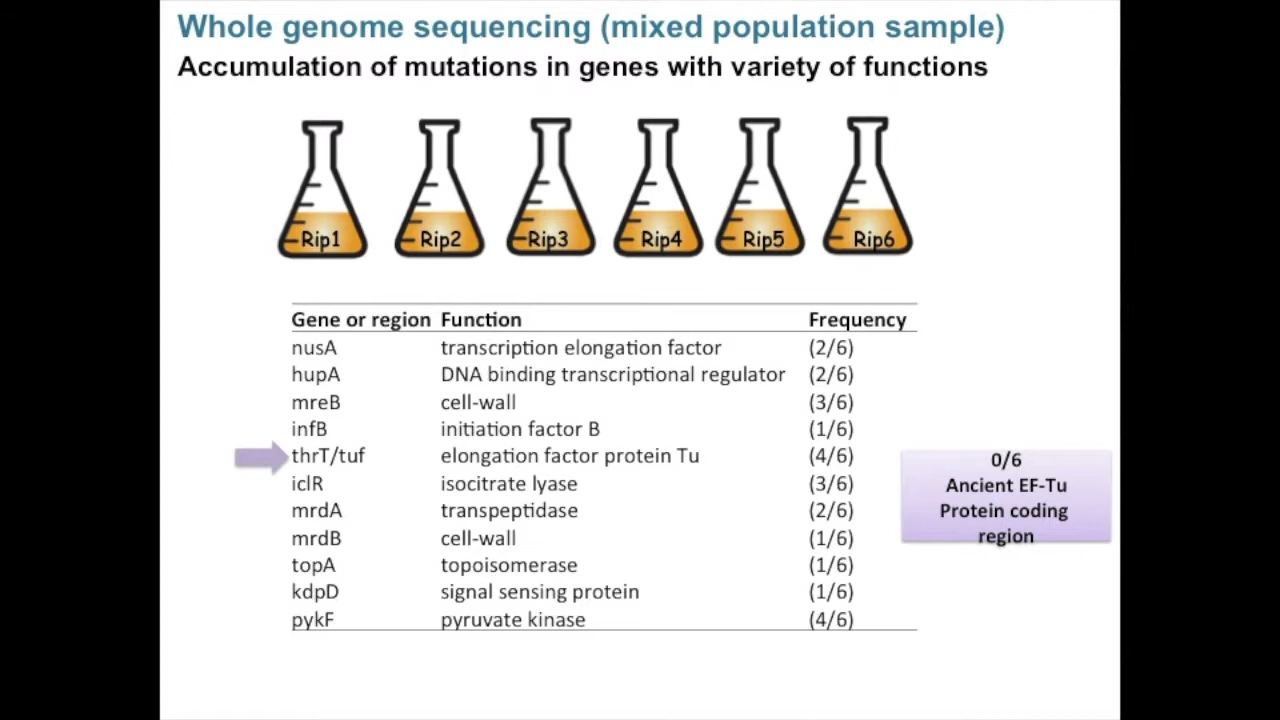 Whole genome sequencing (mixed population sample)
Accumulation of mutations in genes with variety of functions
Rip1 Rip2 Rip3 Rip4 Rip5 Rip6
Gene or region Function Frequency
nusA transcription elongation factor (2/6)
hupA DNA binding transcriptional regulator (2/6)
mreB cell-wall (3/6)
infB initiation factor B (1/6)
thrT/tuf elongation factor protein Tu (4/6)
iclR isocitrate lyase (3/6)
mrdA transpeptidase (2/6)
mrdB cell-wall (1/6)
topA topoisomerase (1/6)
kdpD signal sensing protein (1/6)
pykF pyruvate kinase (4/6)
0/6
Ancient EF-Tu
Protein coding
region